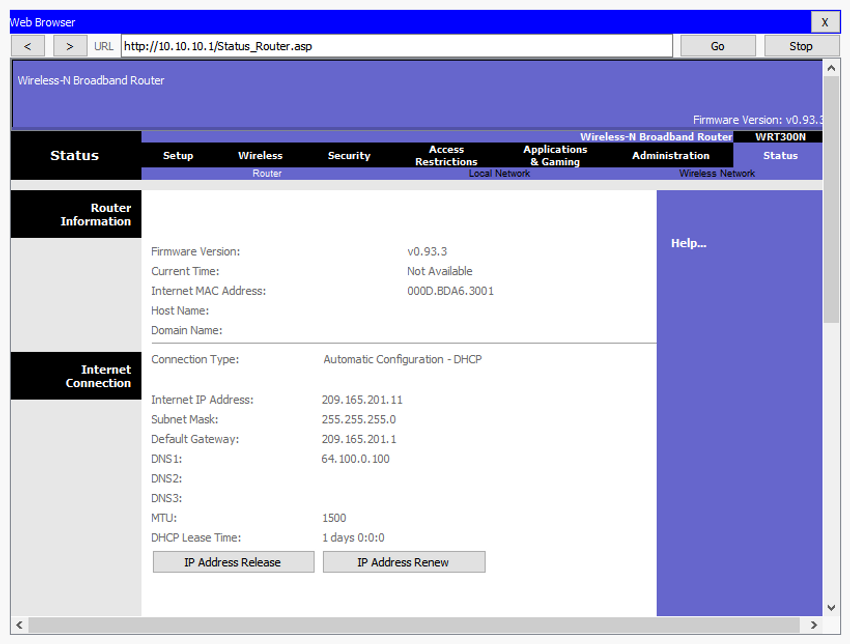 Web Browser
X
< > URL http://10.10.10.1/Status_Router.asp Go Stop
Wireless-N Broadband Router
Firmware Version: v0.93.3
Wireless-N Broadband Router WRT300N
Status
Setup Wireless Security Access Restrictions Applications & Gaming Administration Status
Router Local Network Wireless Network
Router
Information
Help...
Firmware Version: v0.93.3
Current Time: Not Available
Internet MAC Address: 000D.BDA6.3001
Host Name:
Domain Name:
Internet
Connection
Connection Type: Automatic Configuration - DHCP
Internet IP Address: 209.165.201.11
Subnet Mask: 255.255.255.0
Default Gateway: 209.165.201.1
DNS1: 64.100.0.100
DNS2:
DNS3:
MTU: 1500
DHCP Lease Time: 1 days 0:0:0
IP Address Release IP Address Renew